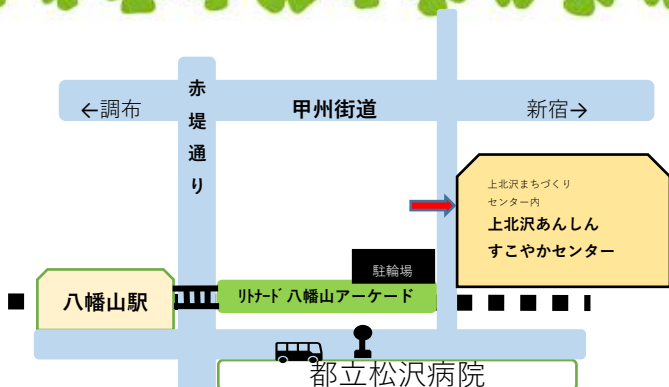 ←調布
赤堤通り
甲州街道
新宿→
上北沢まちづくり
センター内
上北沢あんしん
すこやかセンター
駐輪場
八幡山駅
ﾘﾄﾅｰﾄﾞ八幡山アーケード
都立松沢病院